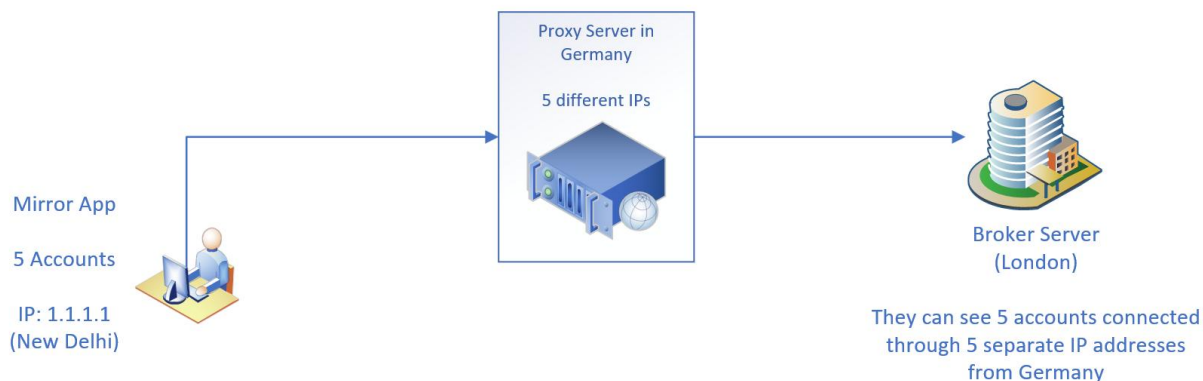 Proxy Server in
Germany
5 different IPs
Mirror App
5 Accounts
IP: 1.1.1.1
(New Delhi)
Broker Server
(London)
They can see 5 accounts connected
through 5 separate IP addresses
from Germany